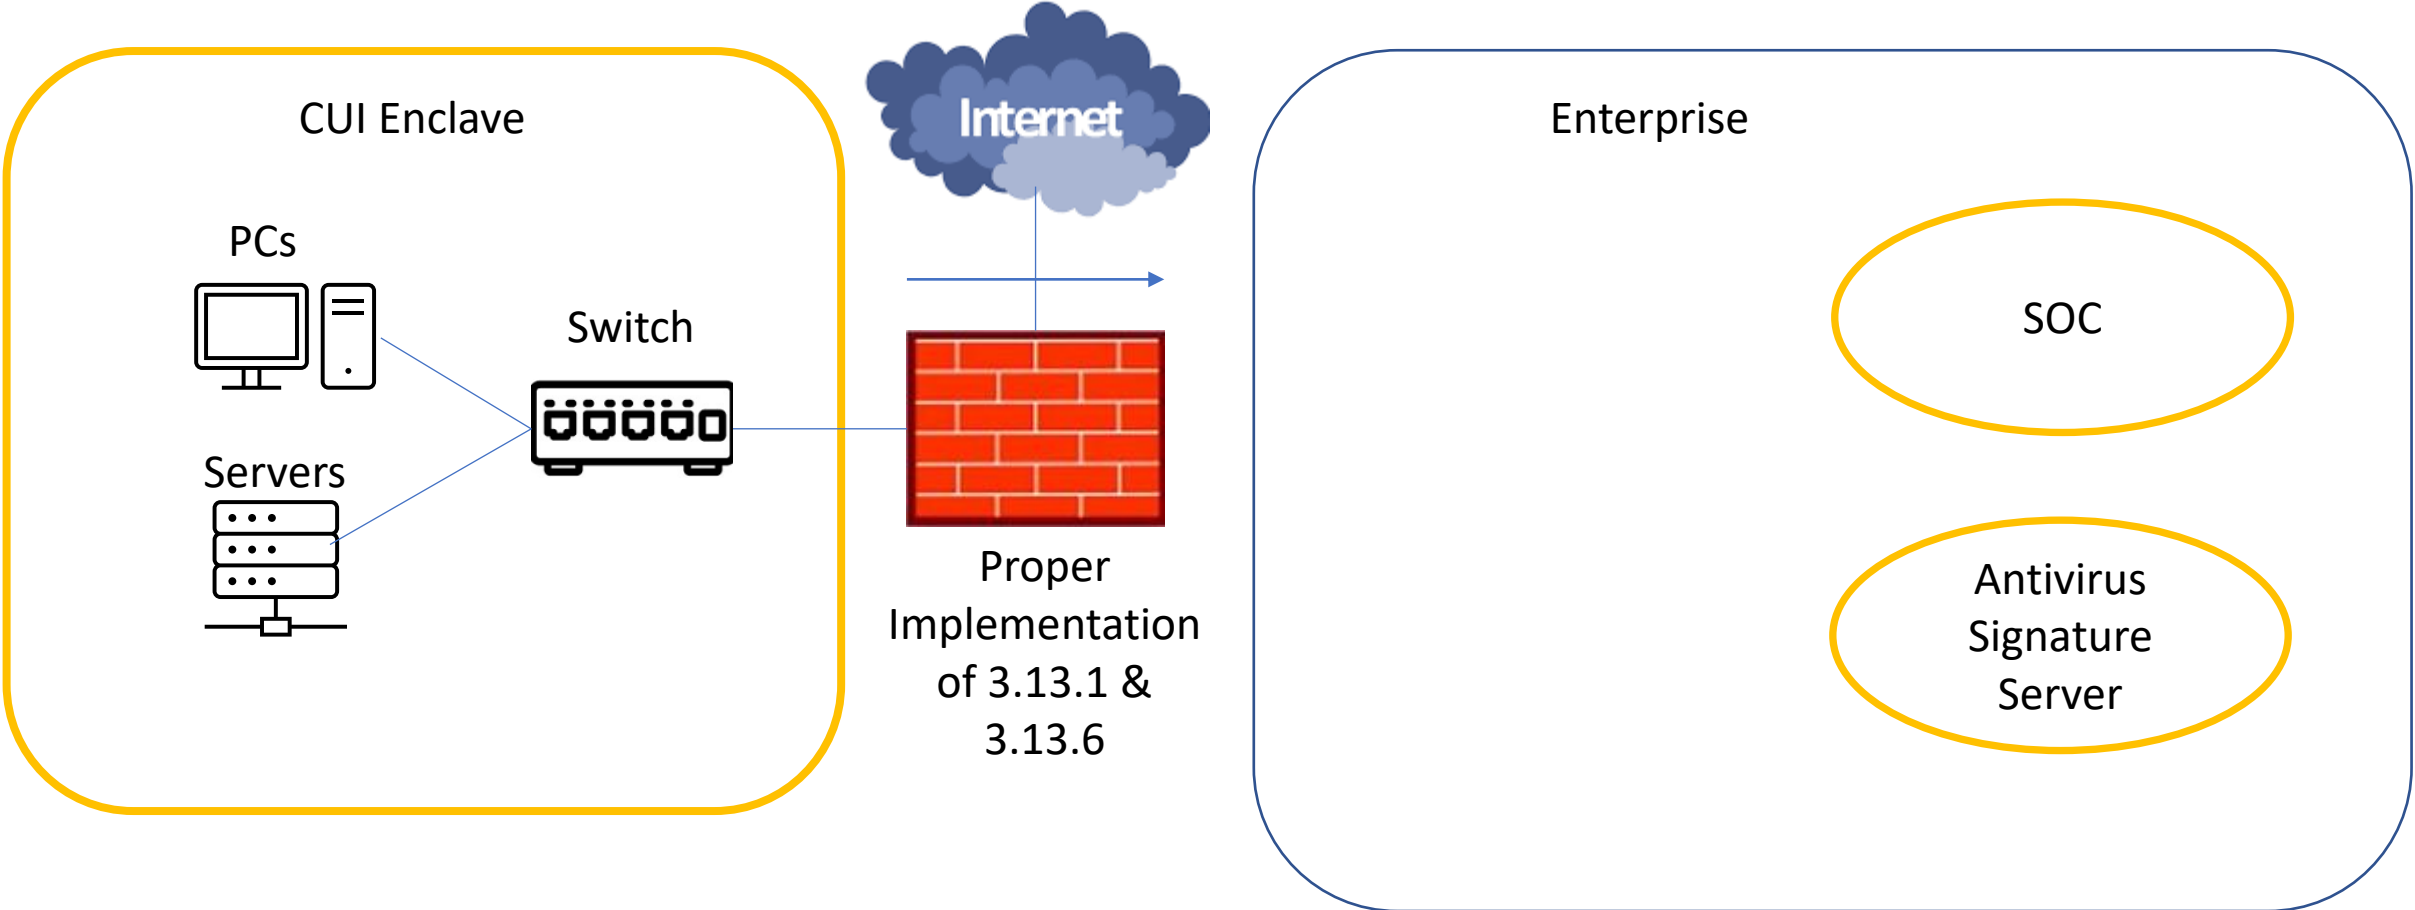 CUI Enclave
PCs
Switch
Servers
Internet
Proper
Implementation
of 3.13.1 &
3.13.6
Enterprise
SOC
Antivirus
Signature
Server